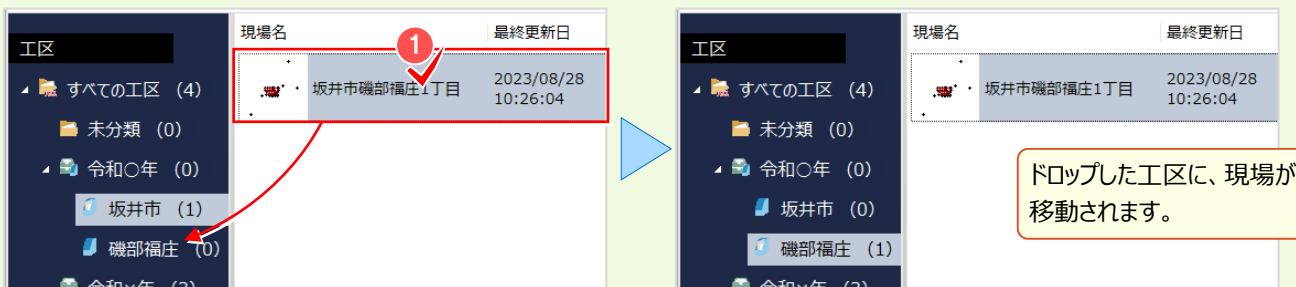 工区
現場名
最終更新日
1
すべての工区 (4)
未分類 (0)
令和○年 (0)
坂井市 (1)
磯部福庄 (0)
令和×年 (3)
坂井市磯部福庄1丁目
2023/08/28
10:26:04
工区
現場名
最終更新日
すべての工区 (4)
未分類 (0)
令和○年 (0)
坂井市 (0)
磯部福庄 (1)
坂井市磯部福庄1丁目
2023/08/28
10:26:04
ドロップした工区に、現場が
移動されます。